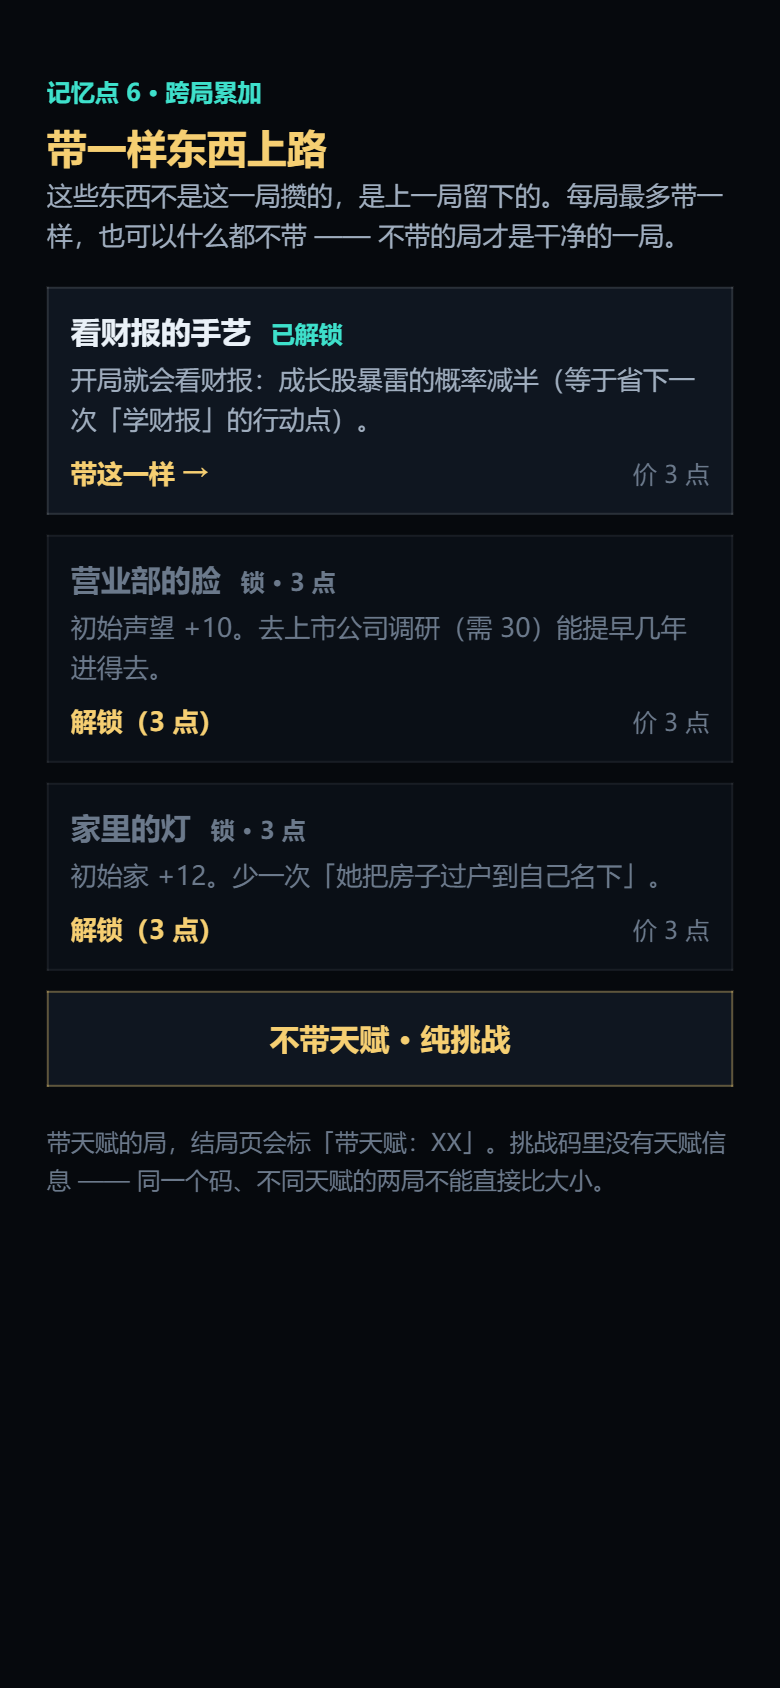 记忆点 6 · 跨局累加
带一样东西上路
这些东西不是这一局攒的，是上一局留下的。每局最多带一
样，也可以什么都不带 —— 不带的局才是干净的一局。
看财报的手艺 已解锁
开局就会看财报：成长股暴雷的概率减半（等于省下一
次「学财报」的行动点）。
带这一样 → 价 3 点
营业部的脸 锁 · 3 点
初始声望 +10。去上市公司调研（需 30）能提早几年
进得去。
解锁（3 点） 价 3 点
家里的灯 锁 · 3 点
初始家 +12。少一次「她把房子过户到自己名下」。
解锁（3 点） 价 3 点
不带天赋 · 纯挑战
带天赋的局，结局页会标「带天赋：XX」。挑战码里没有天赋信
息 —— 同一个码、不同天赋的两局不能直接比大小。